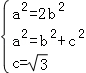 a²=2b²
a²=b²+c²
c=√3